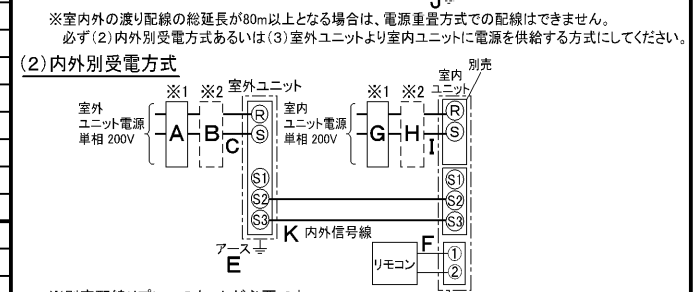 ※室内外の渡り配線の総延長が80m以上となる場合は、電源重畳方式での配線はできません。
必ず(2)内外別受電方式あるいは(3)室外ユニットより室内ユニットに電源を供給する方式にしてください。
(2)内外別受電方式
※1 ※2 室外ユニット
室外
ユニット電源
単相 200V
A B C
R
S
S1
S2
S3
アース
E
K 内外信号線
※1 ※2
室内
ユニット
別売
室内
ユニット電源
単相 200V
G H I
R
S
S1
S2
S3
リモコン
F
1
2